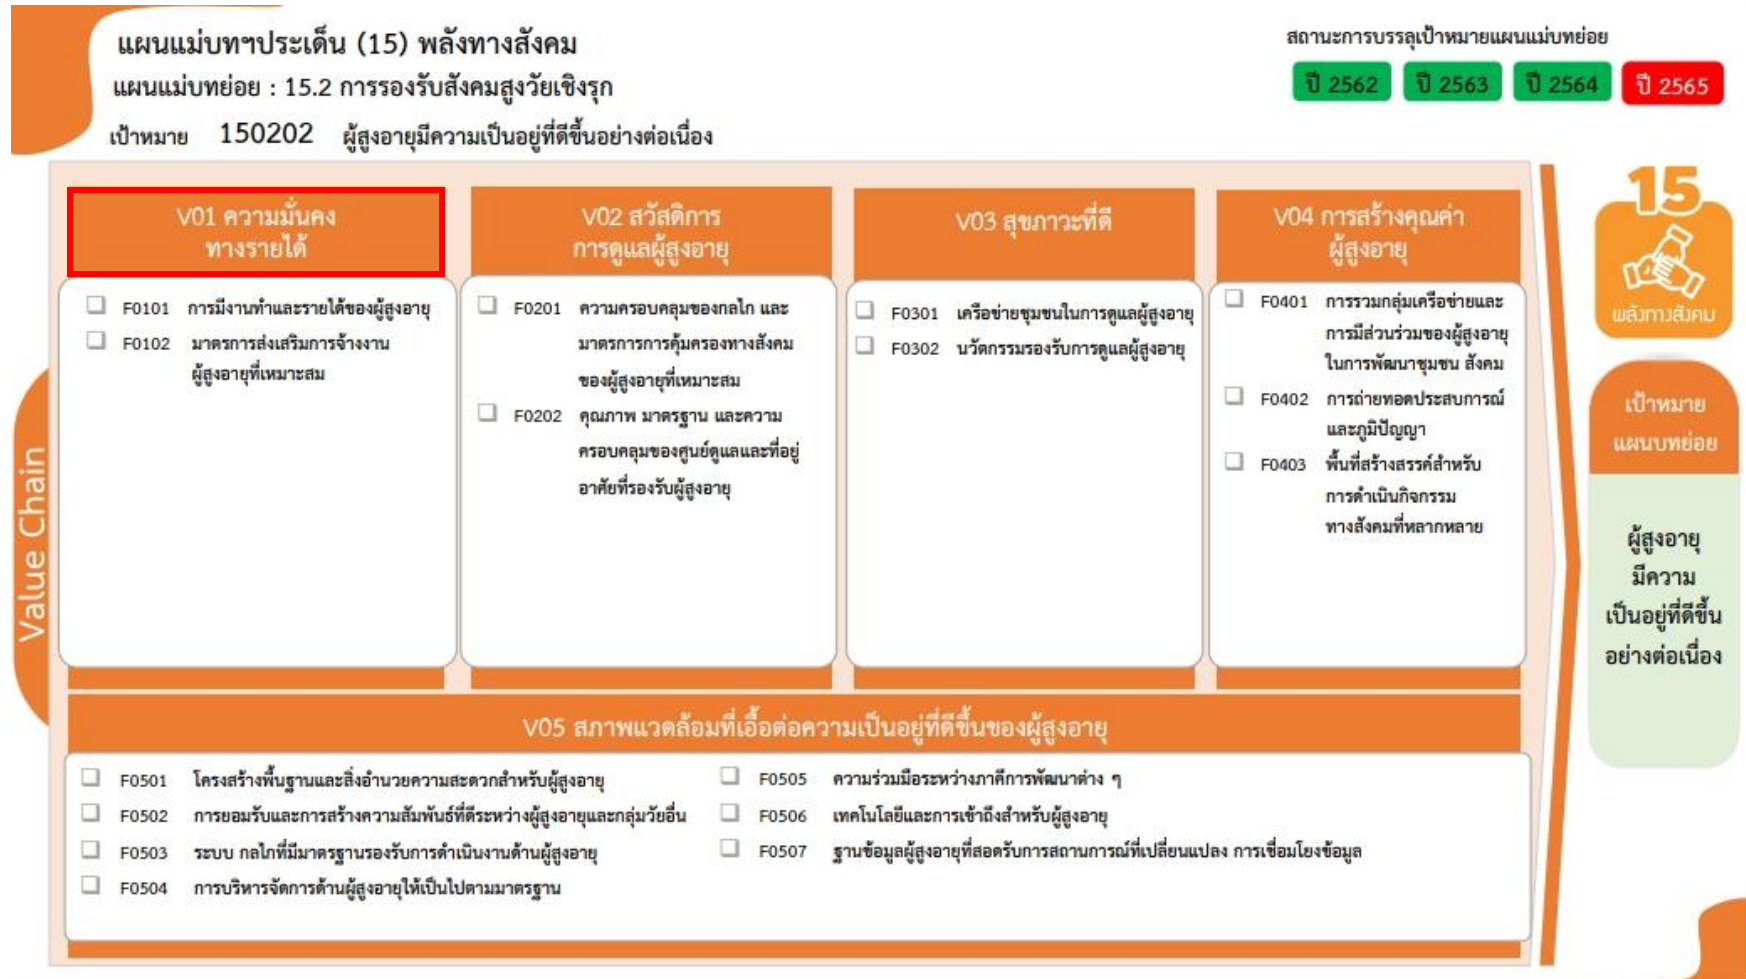 แผนแม่บทฯประเด็น (15) พลังทางสังคม
แผนแม่บทย่อย : 15.2 การรองรับสังคมสูงวัยเชิงรุก
เป้าหมาย 150202 ผู้สูงอายุมีความเป็นอยู่ที่ดีขึ้นอย่างต่อเนื่อง
สถานะการบรรลุเป้าหมายแผนแม่บทย่อย
ปี 2562 ปี 2563 ปี 2564 ปี 2565
V01 ความมั่นคง
ทางรายได้
F0101 การมีงานทำและรายได้ของผู้สูงอายุ
F0102 มาตรการส่งเสริมการจ้างงาน
ผู้สูงอายุที่เหมาะสม
V02 สวัสดิการ
การดูแลผู้สูงอายุ
F0201 ความครอบคลุมของกลไก และ
มาตรการการคุ้มครองทางสังคม
ของผู้สูงอายุที่เหมาะสม
F0202 คุณภาพ มาตรฐาน และความ
ครอบคลุมของศูนย์ดูแลและที่อยู่
อาศัยที่รองรับผู้สูงอายุ
V03 สุขภาวะที่ดี
F0301 เครือข่ายชุมชนในการดูแลผู้สูงอายุ
F0302 นวัตกรรมรองรับการดูแลผู้สูงอายุ
V04 การสร้างคุณค่า
ผู้สูงอายุ
F0401 การรวมกลุ่มเครือข่ายและ
การมีส่วนร่วมของผู้สูงอายุ
ในการพัฒนาชุมชน สังคม
F0402 การถ่ายทอดประสบการณ์
และภูมิปัญญา
F0403 พื้นที่สร้างสรรค์สำหรับ
การดำเนินกิจกรรม
ทางสังคมที่หลากหลาย
Value Chain
V05 สภาพแวดล้อมที่เอื้อต่อความเป็นอยู่ที่ดีขึ้นของผู้สูงอายุ
F0501 โครงสร้างพื้นฐานและสิ่งอำนวยความสะดวกสำหรับผู้สูงอายุ
F0502 การยอมรับและการสร้างความสัมพันธ์ที่ดีระหว่างผู้สูงอายุและกลุ่มวัยอื่น
F0503 ระบบ กลไกที่มีมาตรฐานรองรับการดำเนินงานด้านผู้สูงอายุ
F0504 การบริหารจัดการด้านผู้สูงอายุให้เป็นไปตามมาตรฐาน
F0505 ความร่วมมือระหว่างภาคีการพัฒนาต่าง ๆ
F0506 เทคโนโลยีและการเข้าถึงสำหรับผู้สูงอายุ
F0507 ฐานข้อมูลผู้สูงอายุที่สอดรับการสถานการณ์ที่เปลี่ยนแปลง การเชื่อมโยงข้อมูล
15
พลังทางสังคม
เป้าหมาย
แผนบทย่อย
ผู้สูงอายุ
มีความ
เป็นอยู่ที่ดีขึ้น
อย่างต่อเนื่อง